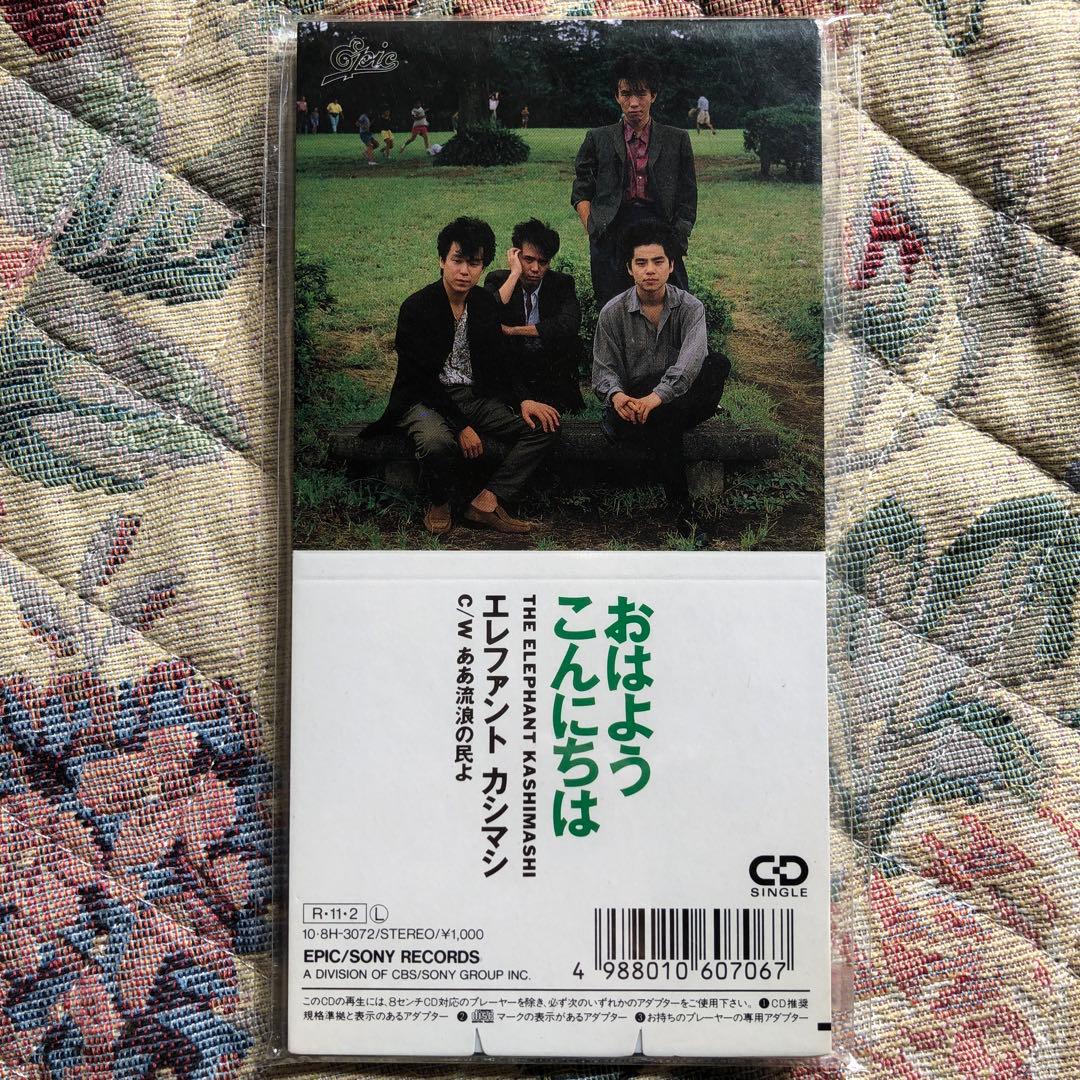 Epic
おはよう
こんにちは
THE ELEPHANT KASHIMASHI
エレファント カシマシ
C/W ああ流浪の民よ
CD
SINGLE
R・11・2 Ⓛ
10・8H-3072/STEREO/¥1,000
EPIC/SONY RECORDS
A DIVISION OF CBS/SONY GROUP INC.
4 988010 607067
このCDの再生には、8センチCD対応のプレーヤーを除き、必ず次のいずれかのアダプターをご使用下さい。❶CD推奨
規格準拠と表示のあるアダプター ❷ マークの表示があるアダプター ❸お持ちのプレーヤーの専用アダプター